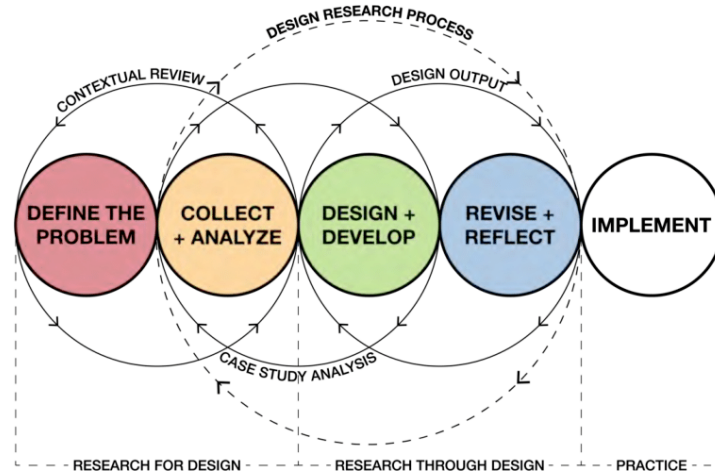 DESIGN RESEARCH PROCESS
CONTEXTUAL REVIEW
DESIGN OUTPUT
DEFINE THE
PROBLEM
COLLECT
+ ANALYZE
DESIGN +
DEVELOP
REVISE +
REFLECT
IMPLEMENT
CASE STUDY ANALYSIS
RESEARCH FOR DESIGN
RESEARCH THROUGH DESIGN
PRACTICE